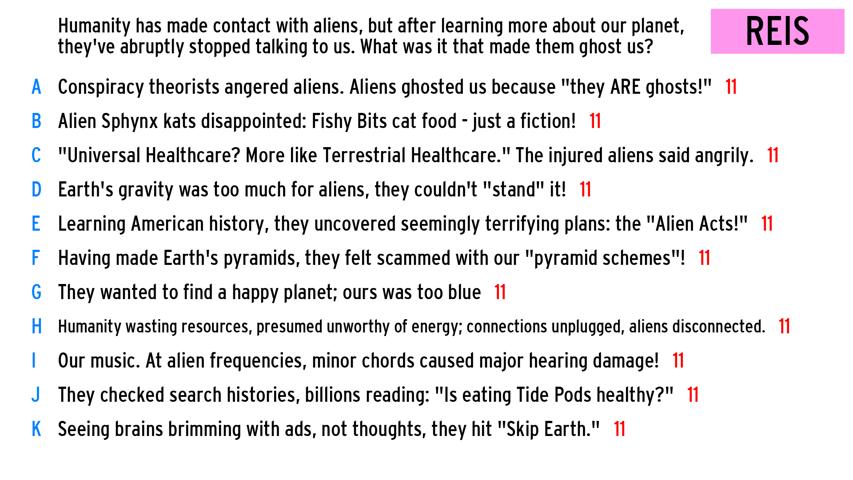 Humanity has made contact with aliens, but after learning more about our planet,
they've abruptly stopped talking to us. What was it that made them ghost us?
REIS
A Conspiracy theorists angered aliens. Aliens ghosted us because "they ARE ghosts!" 11
B Alien Sphynx kats disappointed: Fishy Bits cat food - just a fiction! 11
C "Universal Healthcare? More like Terrestrial Healthcare." The injured aliens said angrily. 11
D Earth's gravity was too much for aliens, they couldn't "stand" it! 11
E Learning American history, they uncovered seemingly terrifying plans: the "Alien Acts!" 11
F Having made Earth's pyramids, they felt scammed with our "pyramid schemes"! 11
G They wanted to find a happy planet; ours was too blue 11
H Humanity wasting resources, presumed unworthy of energy; connections unplugged, aliens disconnected. 11
I Our music. At alien frequencies, minor chords caused major hearing damage! 11
J They checked search histories, billions reading: "Is eating Tide Pods healthy?" 11
K Seeing brains brimming with ads, not thoughts, they hit "Skip Earth." 11